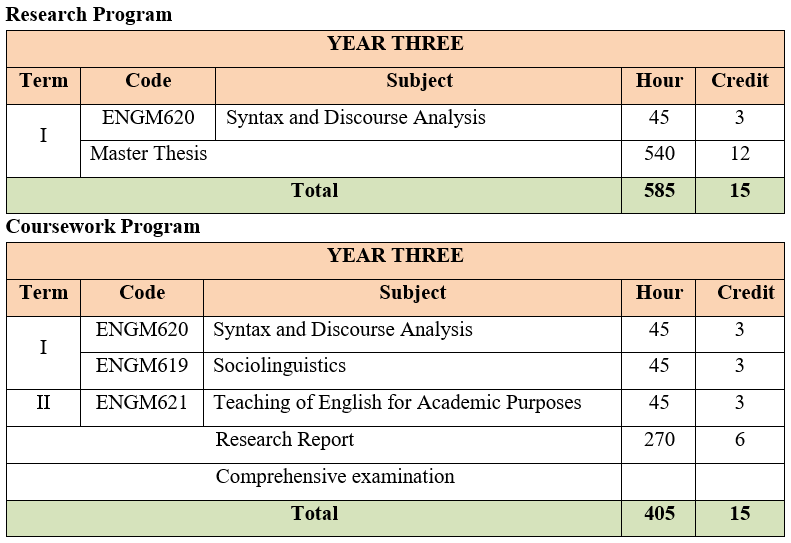 Research Program
YEAR THREE
Term Code Subject Hour Credit
I ENGM620 Syntax and Discourse Analysis 45 3
Master Thesis 540 12
Total 585 15
Coursework Program
YEAR THREE
Term Code Subject Hour Credit
I ENGM620 Syntax and Discourse Analysis 45 3
ENGM619 Sociolinguistics 45 3
II ENGM621 Teaching of English for Academic Purposes 45 3
Research Report 270 6
Comprehensive examination
Total 405 15